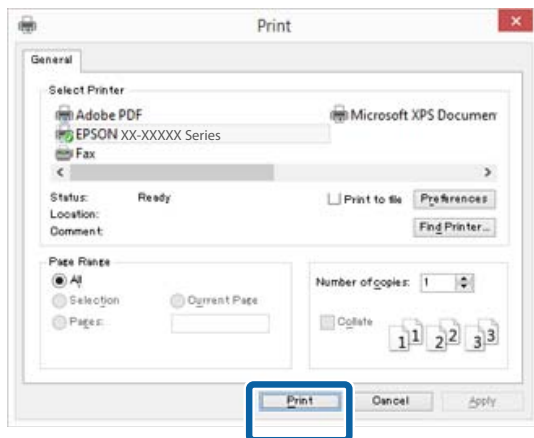 Print
General
Select Printer
Adobe PDF
Microsoft XPS Documen
EPSON XX-XXXXX Series
Fax
Status: Ready
Print to file
Preferences
Location:
Comment:
Find Printer...
Page Range
All
Number of copies: 1
Selection
Current Page
Pages:
Collate
1 1 2 2 3 3
Print
Cancel
Apply